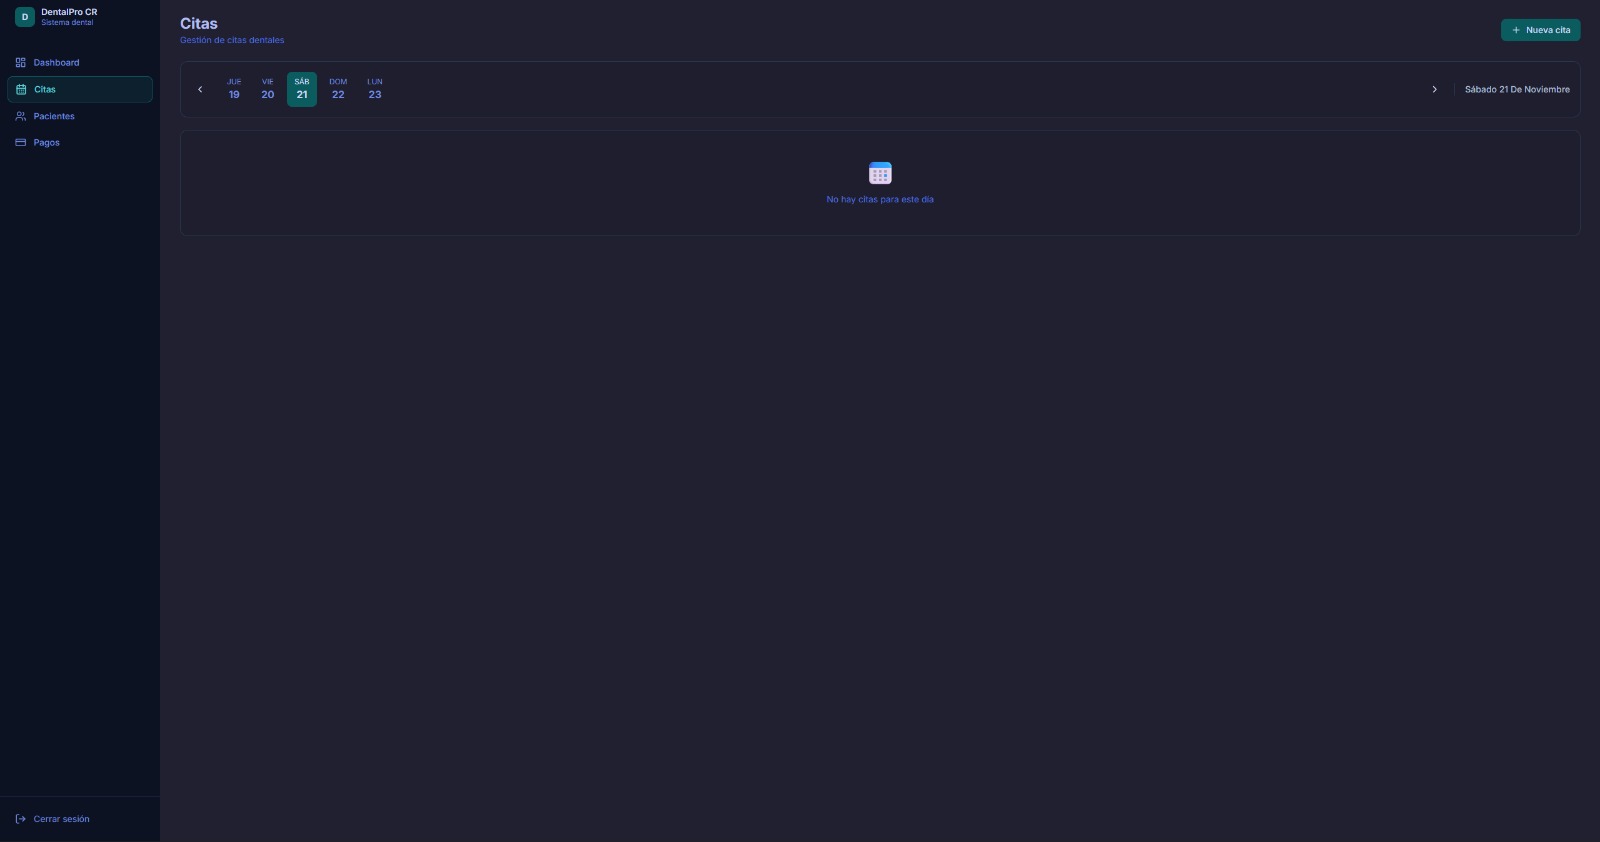 D
DentalPro CR
Sistema dental
Dashboard
Citas
Pacientes
Pagos
Cerrar sesión
Citas
Gestión de citas dentales
Nueva cita
JUE VIE SÁB DOM LUN
19 20 21 22 23
Sábado 21 De Noviembre
No hay citas para este día